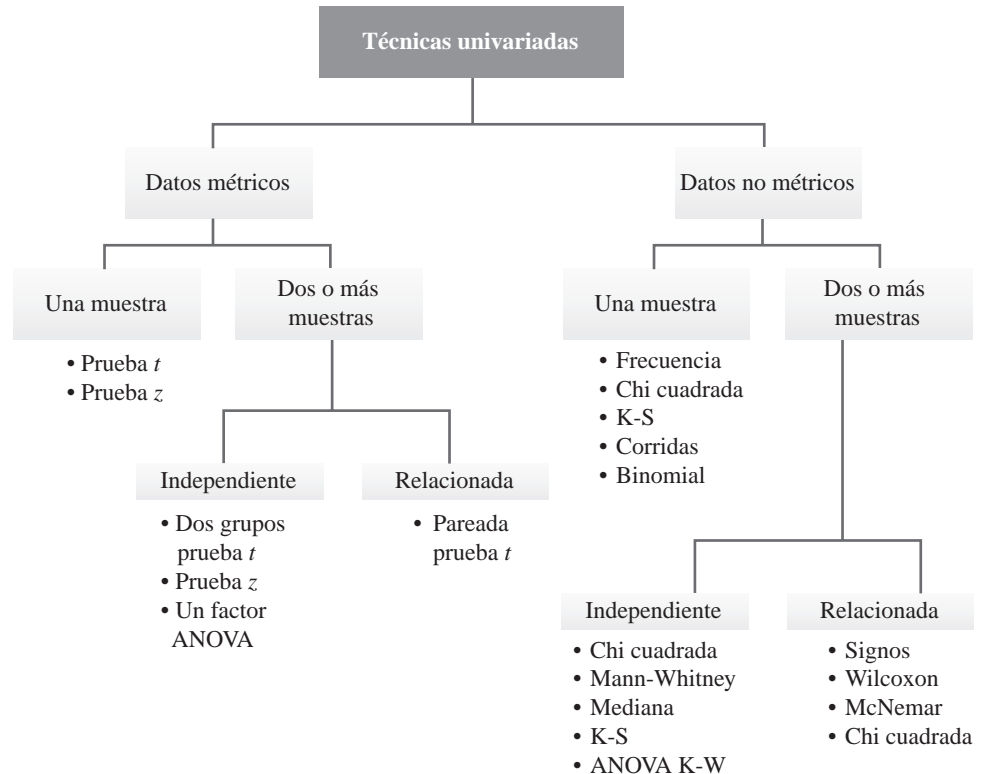 Técnicas univariadas
Datos métricos
Datos no métricos
Una muestra
Dos o más
muestras
Una muestra
Dos o más
muestras
• Prueba t
• Prueba z
• Frecuencia
• Chi cuadrada
• K-S
• Corridas
• Binomial
Independiente
Relacionada
• Dos grupos
prueba t
• Prueba z
• Un factor
ANOVA
• Pareada
prueba t
Independiente
Relacionada
• Chi cuadrada
• Mann-Whitney
• Mediana
• K-S
• ANOVA K-W
• Signos
• Wilcoxon
• McNemar
• Chi cuadrada